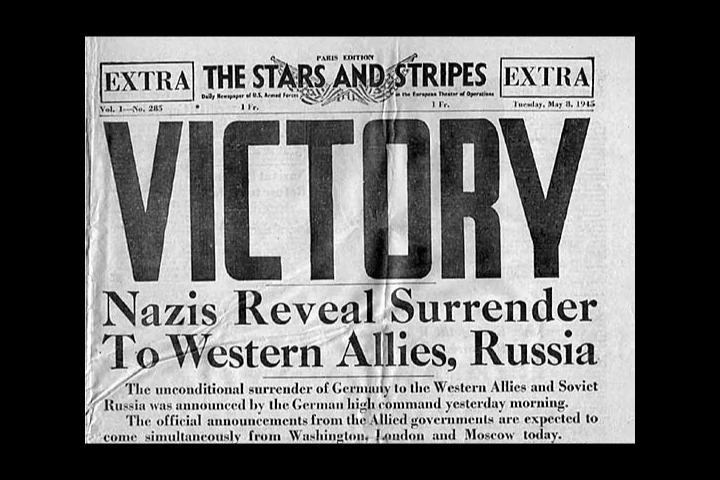 PARIS EDITION
EXTRA THE STARS AND STRIPES EXTRA
Daily Newspaper of U.S. Armed Forces in the European Theater of Operations
Vol. 1—No. 285 1 Fr. 1 Fr. Tuesday, May 8, 1945
VICTORY
Nazis Reveal Surrender
To Western Allies, Russia
The unconditional surrender of Germany to the Western Allies and Soviet
Russia was announced by the German high command yesterday morning.
The official announcements from the Allied governments are expected to
come simultaneously from Washington, London and Moscow today.